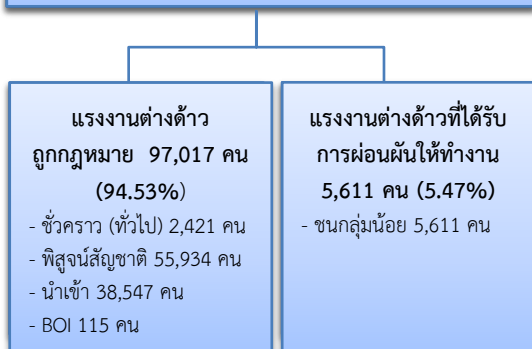 แรงงานต่างด้าว
ถูกกฎหมาย 97,017 คน
(94.53%)
- ชั่วคราว (ทั่วไป) 2,421 คน
- พิสูจน์สัญชาติ 55,934 คน
- นำเข้า 38,547 คน
- BOI 115 คน
แรงงานต่างด้าวที่ได้รับ
การผ่อนผันให้ทำงาน
5,611 คน (5.47%)
- ชนกลุ่มน้อย 5,611 คน